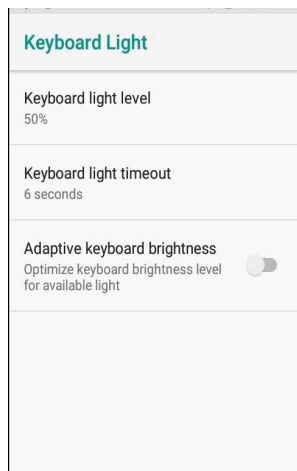 Keyboard Light
Keyboard light level
50%
Keyboard light timeout
6 seconds
Adaptive keyboard brightness
Optimize keyboard brightness level
for available light